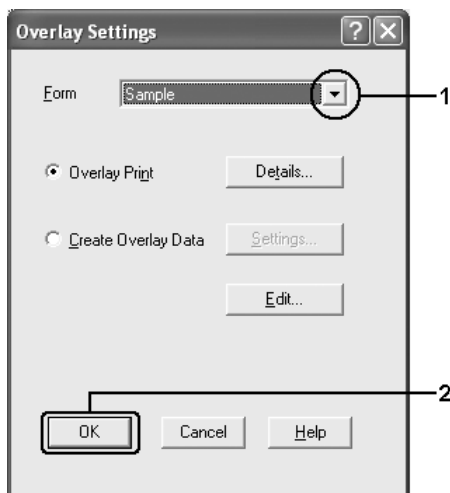 Overlay Settings
Form Sample 1
Overlay Print Details...
Create Overlay Data Settings...
Edit...
2
OK Cancel Help